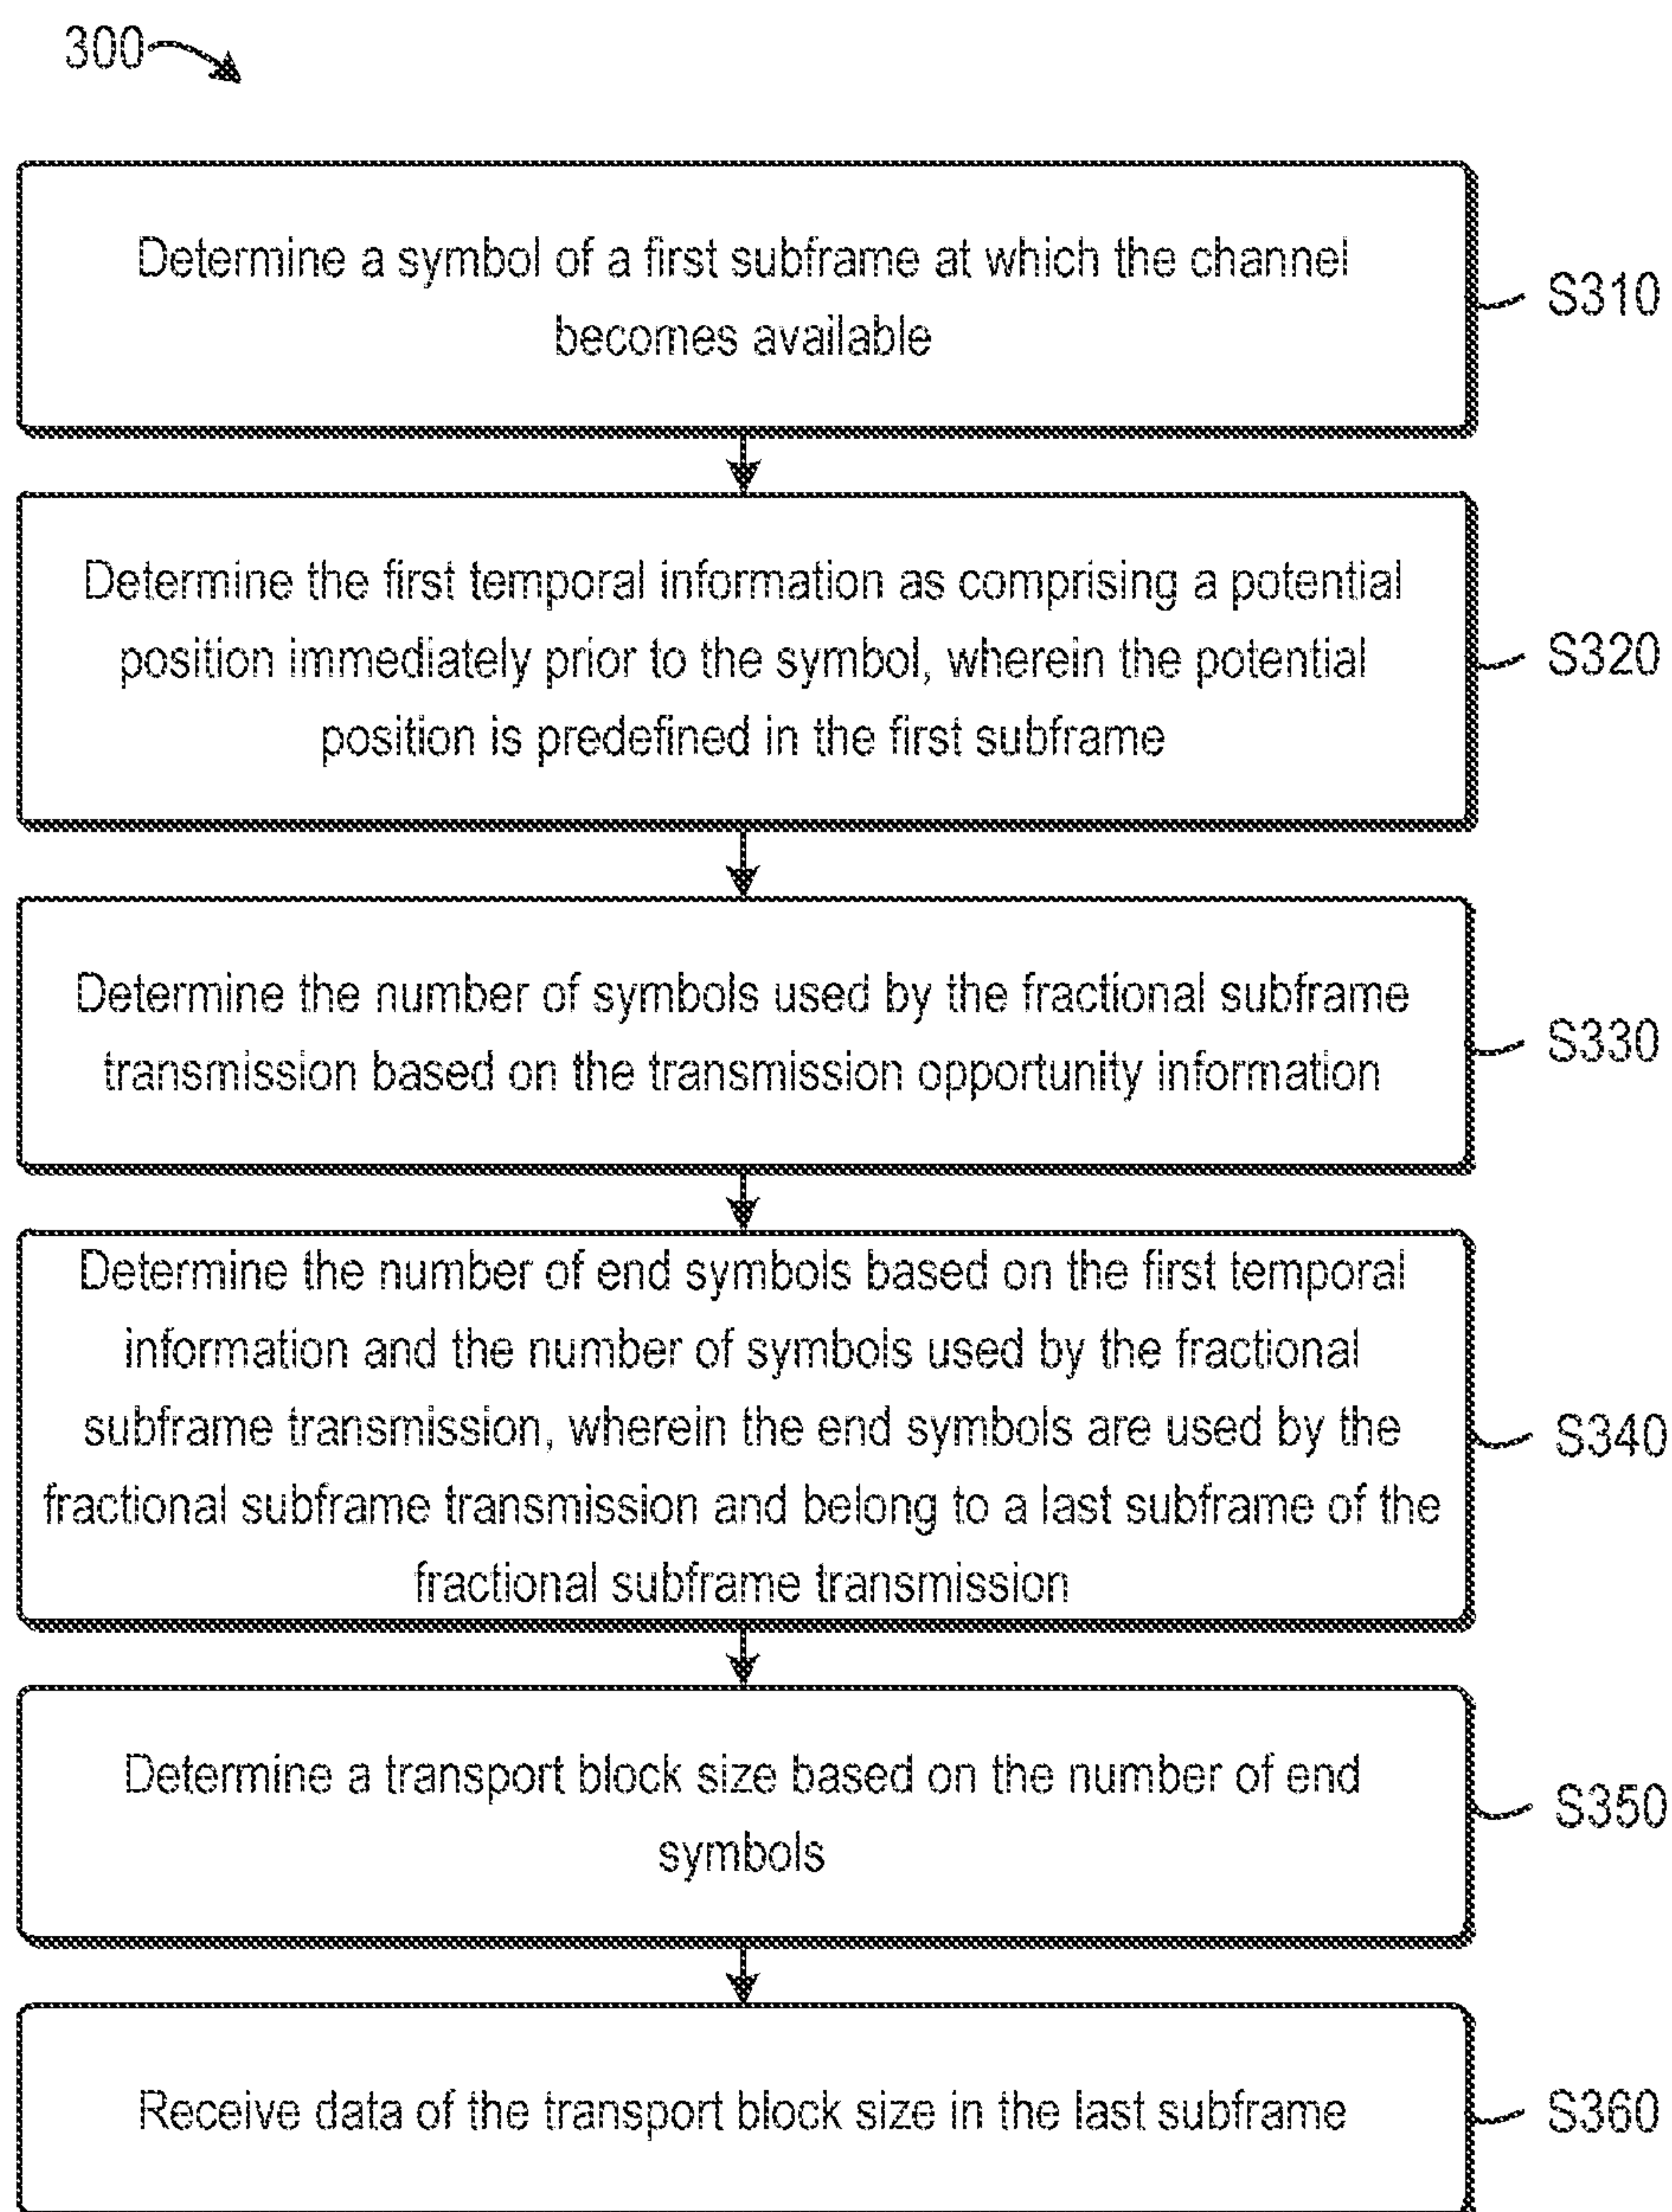 300
Determine a symbol of a first subframe at which the channel
becomes available
S310
Determine the first temporal information as comprising a potential
position immediately prior to the symbol, wherein the potential
position is predefined in the first subframe
S320
Determine the number of symbols used by the fractional subframe
transmission based on the transmission opportunity information
S330
Determine the number of end symbols based on the first temporal
information and the number of symbols used by the fractional
subframe transmission, wherein the end symbols are used by the
fractional subframe transmission and belong to a last subframe of the
fractional subframe transmission
S340
Determine a transport block size based on the number of end
symbols
S350
Receive data of the transport block size in the last subframe
S360